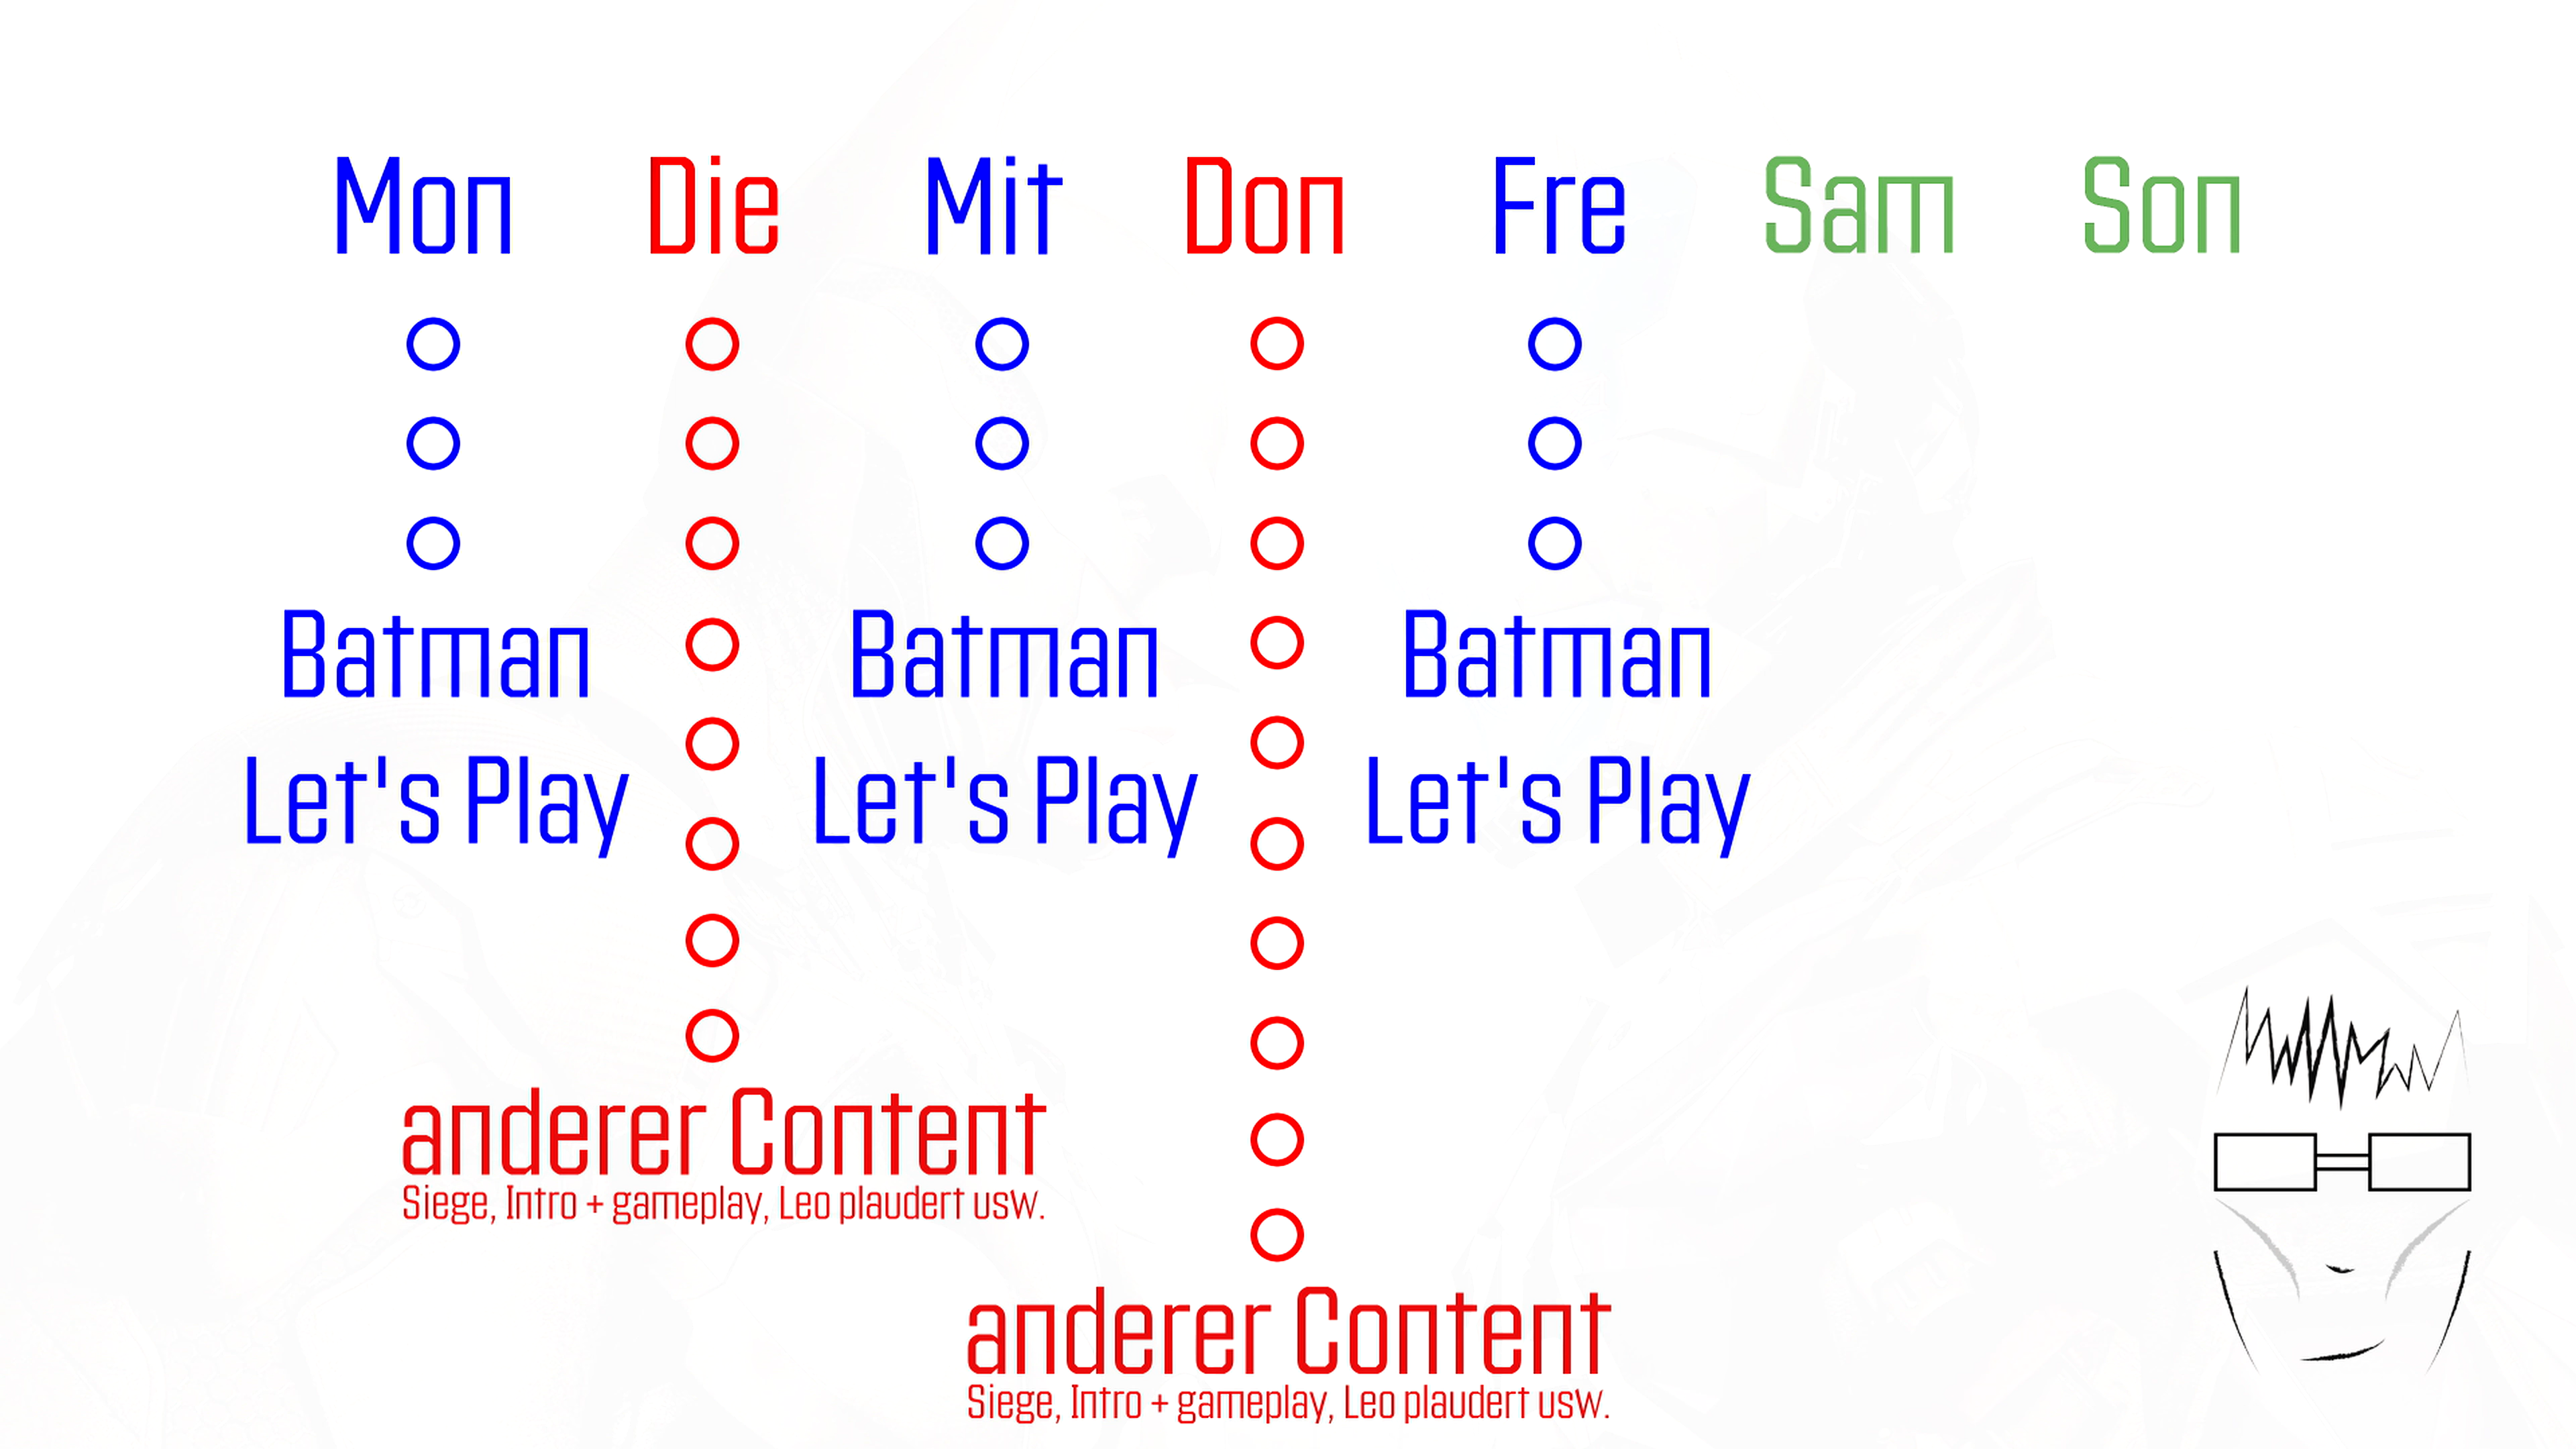 Mon Die Mit Don Fre Sam Son
Batman Batman Batman
Let's Play Let's Play Let's Play
anderer Content
Siege, Intro + gameplay, Leo plaudert usw.
anderer Content
Siege, Intro + gameplay, Leo plaudert usw.